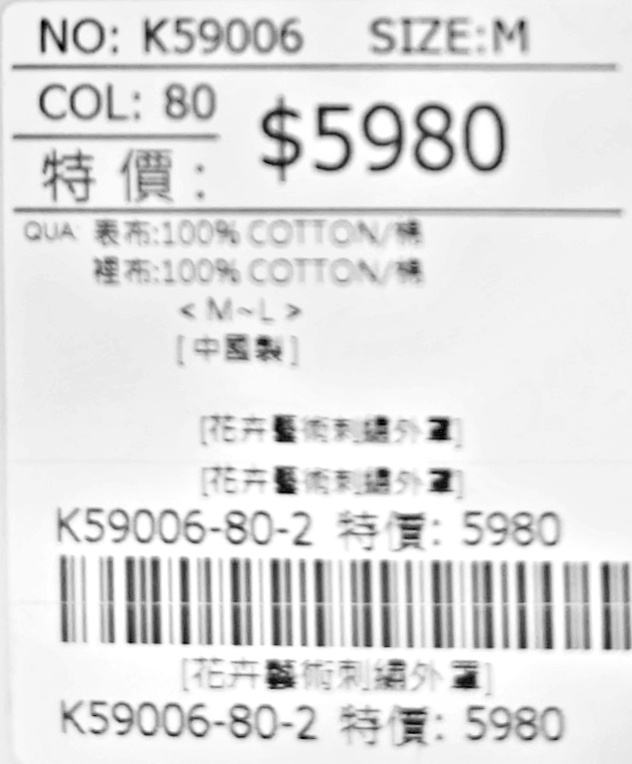 NO: K59006 SIZE:M
COL: 80 $5980
特價:
QUA: 表布:100% COTTON/棉
裡布:100% COTTON/棉
< M~L >
[中國製]
[花卉藝術刺繡外罩]
[花卉藝術刺繡外罩]
K59006-80-2 特價: 5980
[花卉藝術刺繡外罩]
K59006-80-2 特價: 5980